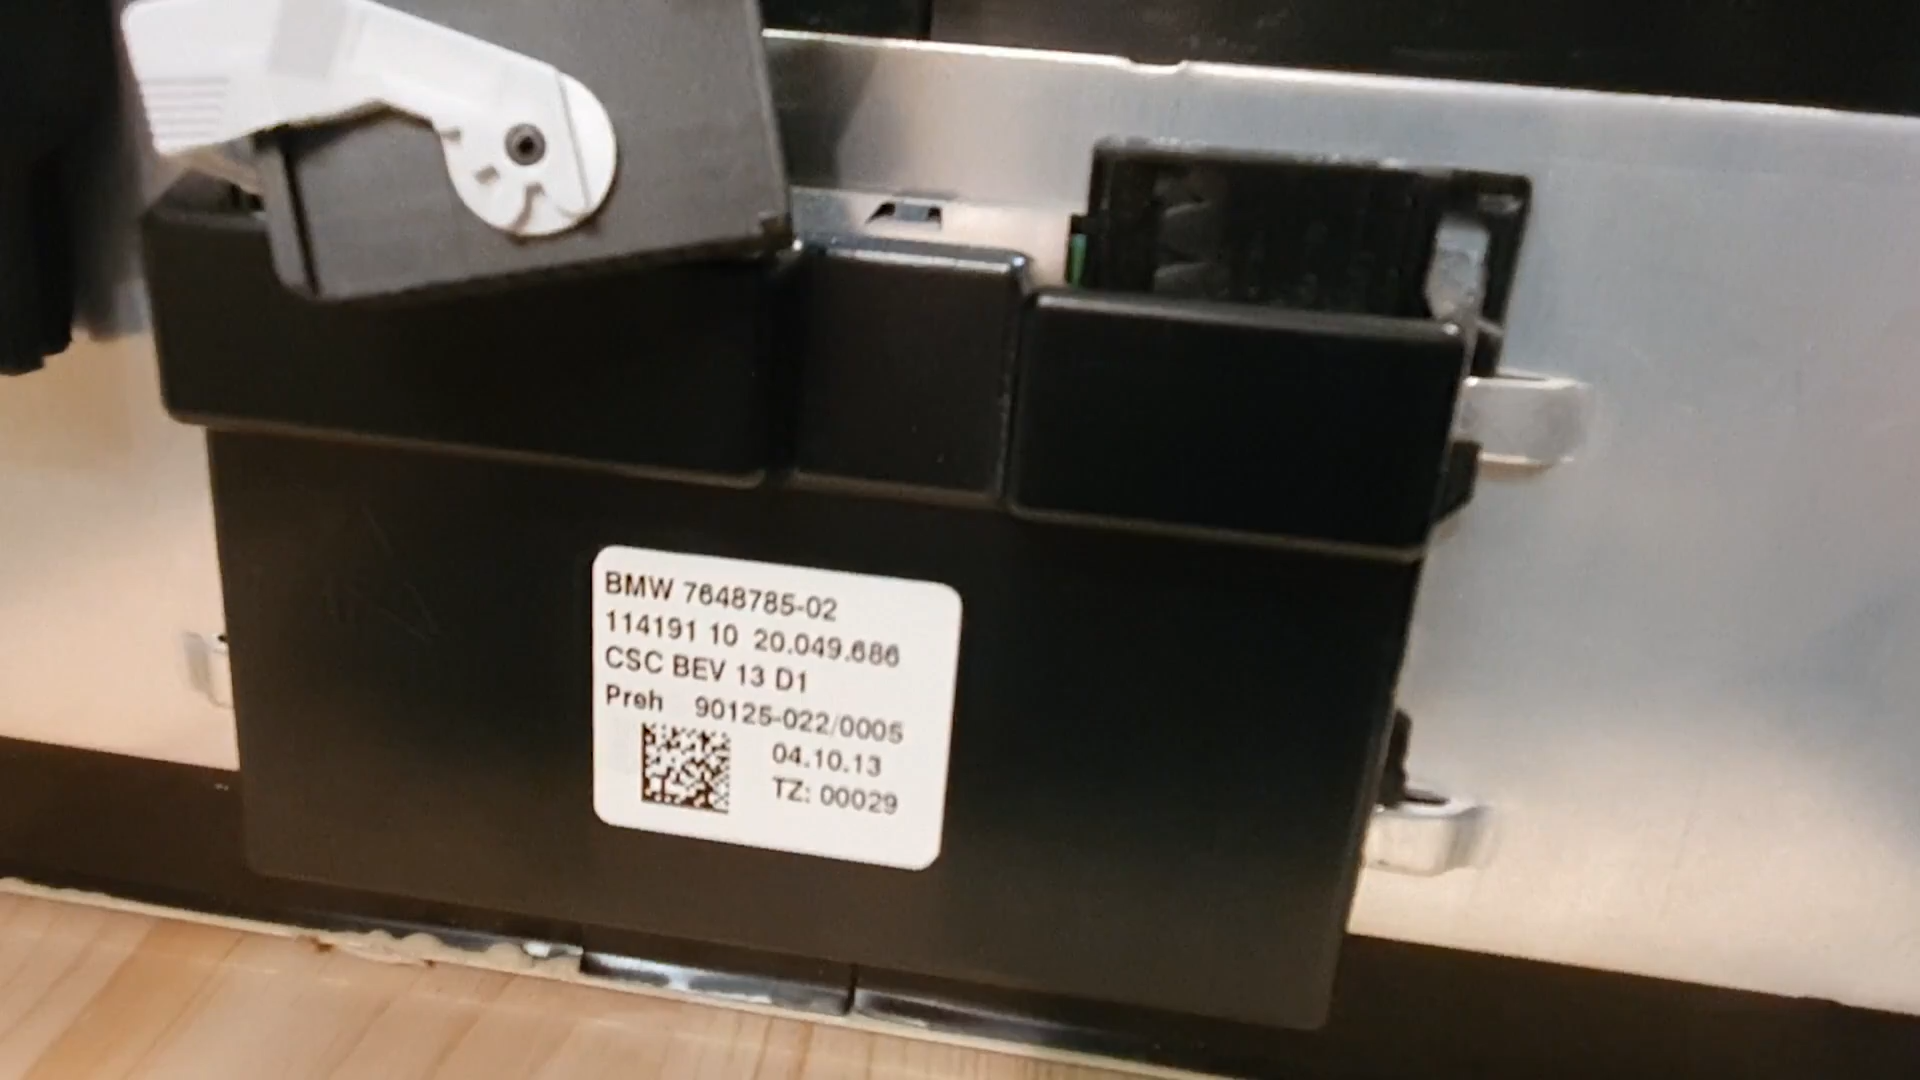 BMW 7648785-02
114191 10 20.049.686
CSC BEV 13 D1
Preh 90125-022/0005
04.10.13
TZ: 00029